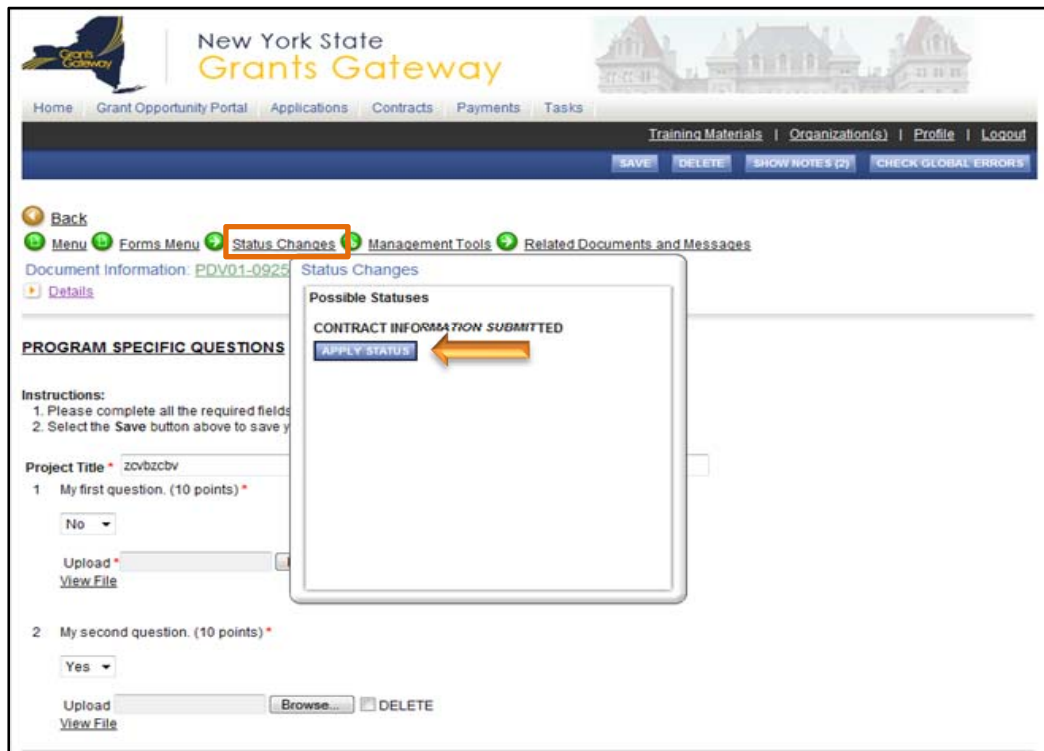 Grants
Gateway
New York State
Grants Gateway
Home Grant Opportunity Portal Applications Contracts Payments Tasks
Training Materials | Organization(s) | Profile | Logout
SAVE DELETE SHOW NOTES (2) CHECK GLOBAL ERRORS
Back
Menu Forms Menu Status Changes Management Tools Related Documents and Messages
Document Information: PDV01-0925
Details
Status Changes
Possible Statuses
CONTRACT INFORMATION SUBMITTED
APPLY STATUS
PROGRAM SPECIFIC QUESTIONS
Instructions:
1. Please complete all the required fields
2. Select the Save button above to save y
Project Title * zcvbzcbv
1 My first question. (10 points) *
No
Upload *
View File
2 My second question. (10 points) *
Yes
Upload Browse... DELETE
View File